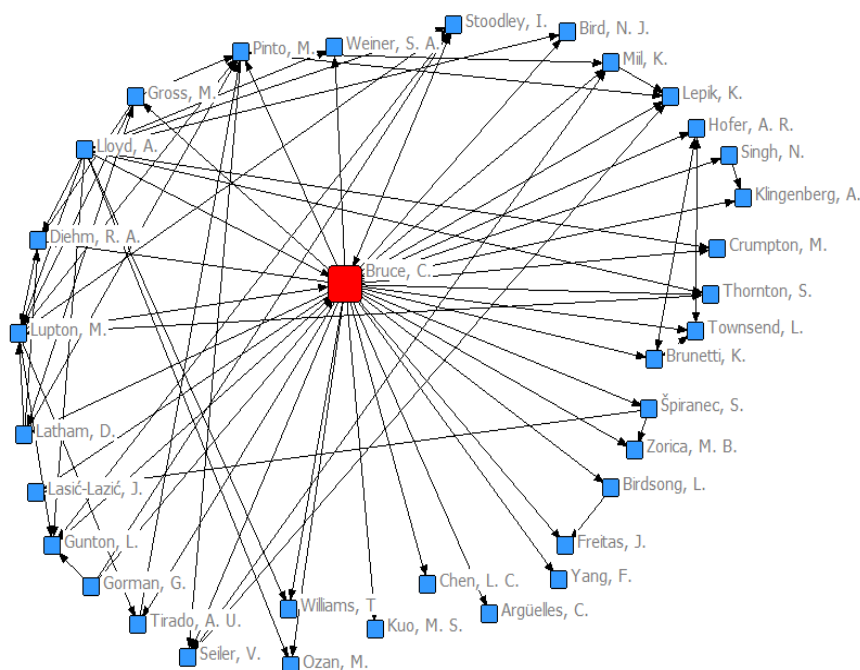 Stoodley, I.
Bird, N. J.
Pinto, M.
Weiner, S. A.
Miil, K.
Gross, M.
Lepik, K.
Hofer, A. R.
Lloyd, A.
Singh, N.
Klingenberg, A.
Diehm, R. A.
Crumpton, M.
Bruce, C.
Thornton, S.
Lupton, M.
Townsend, L.
Brunetti, K.
Špiranec, S.
Latham, D.
Zorica, M. B.
Lasić-Lazić, J.
Birdsong, L.
Gunton, L.
Freitas, J.
Yang, F.
Gorman, G.
Chen, L. C.
Williams, T
Argüelles, C.
Tirado, A. U.
Kuo, M. S.
Seiler, V.
Ozan, M.